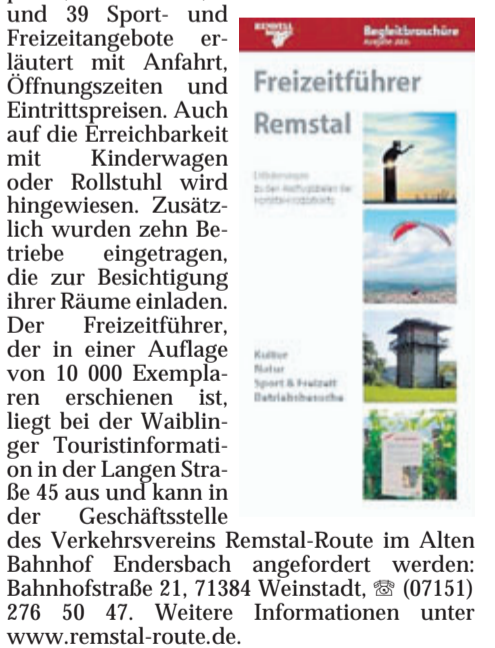 und 39 Sport- und
Freizeitangebote er-
läutert mit Anfahrt,
Öffnungszeiten und
Eintrittspreisen. Auch
auf die Erreichbarkeit
mit Kinderwagen
oder Rollstuhl wird
hingewiesen. Zusätz-
lich wurden zehn Be-
triebe eingetragen,
die zur Besichtigung
ihrer Räume einladen.
Der Freizeitführer,
der in einer Auflage
von 10 000 Exempla-
ren erschienen ist,
liegt bei der Waiblin-
ger Touristinformati-
on in der Langen Stra-
ße 45 aus und kann in
der Geschäftsstelle
des Verkehrsvereins Remstal-Route im Alten
Bahnhof Endersbach angefordert werden:
Bahnhofstraße 21, 71384 Weinstadt, ☏ (07151)
276 50 47. Weitere Informationen unter
www.remstal-route.de.
Begleitbroschüre
Freizeitführer
Remstal
Kultur
Natur
Sport & Freizeit
Betriebsbesuche